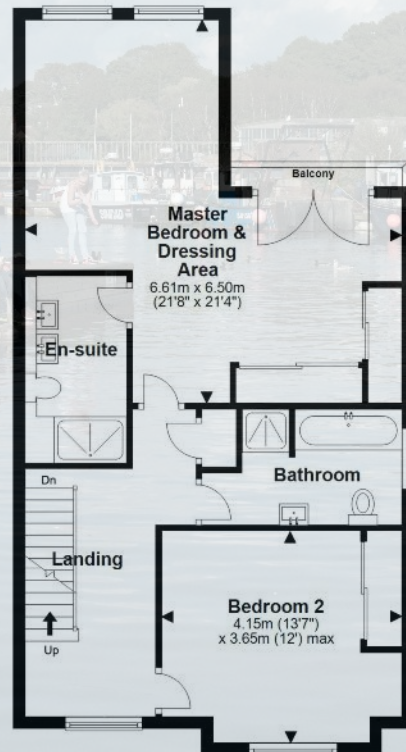 Balcony
Master
Bedroom &
Dressing
Area
6.61m x 6.50m
(21'8" x 21'4")
En-suite
Bathroom
Dn
Landing
Up
Bedroom 2
4.15m (13'7")
x 3.65m (12') max